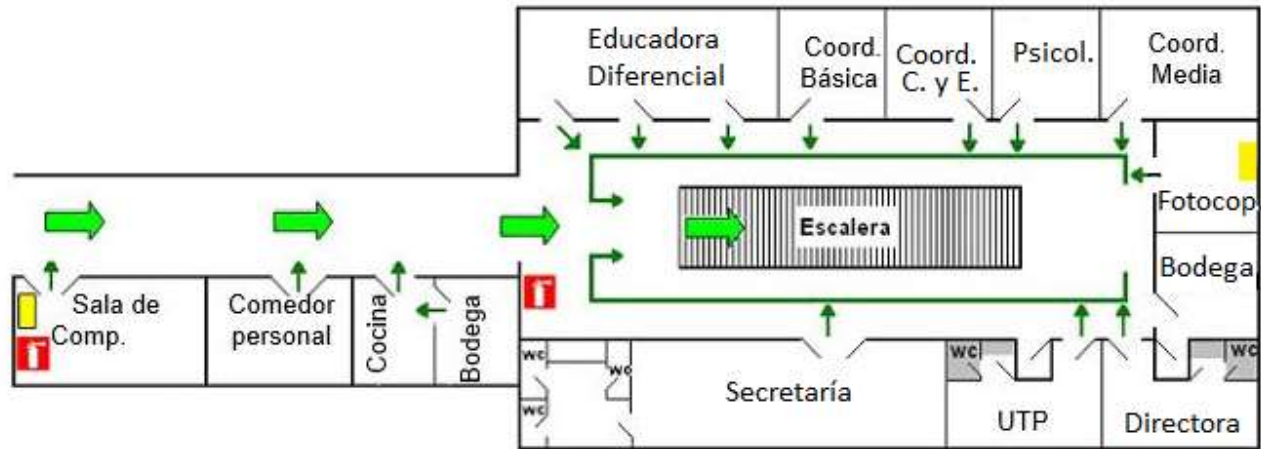 Educadora
Diferencial
Coord.
Básica
Coord.
C. y E.
Psicol.
Coord.
Media
Fotocop
Bodega
Escalera
Sala de
Comp.
Comedor
personal
Cocina
Bodega
wc
wc
wc
Secretaría
wc
UTP
wc
Directora